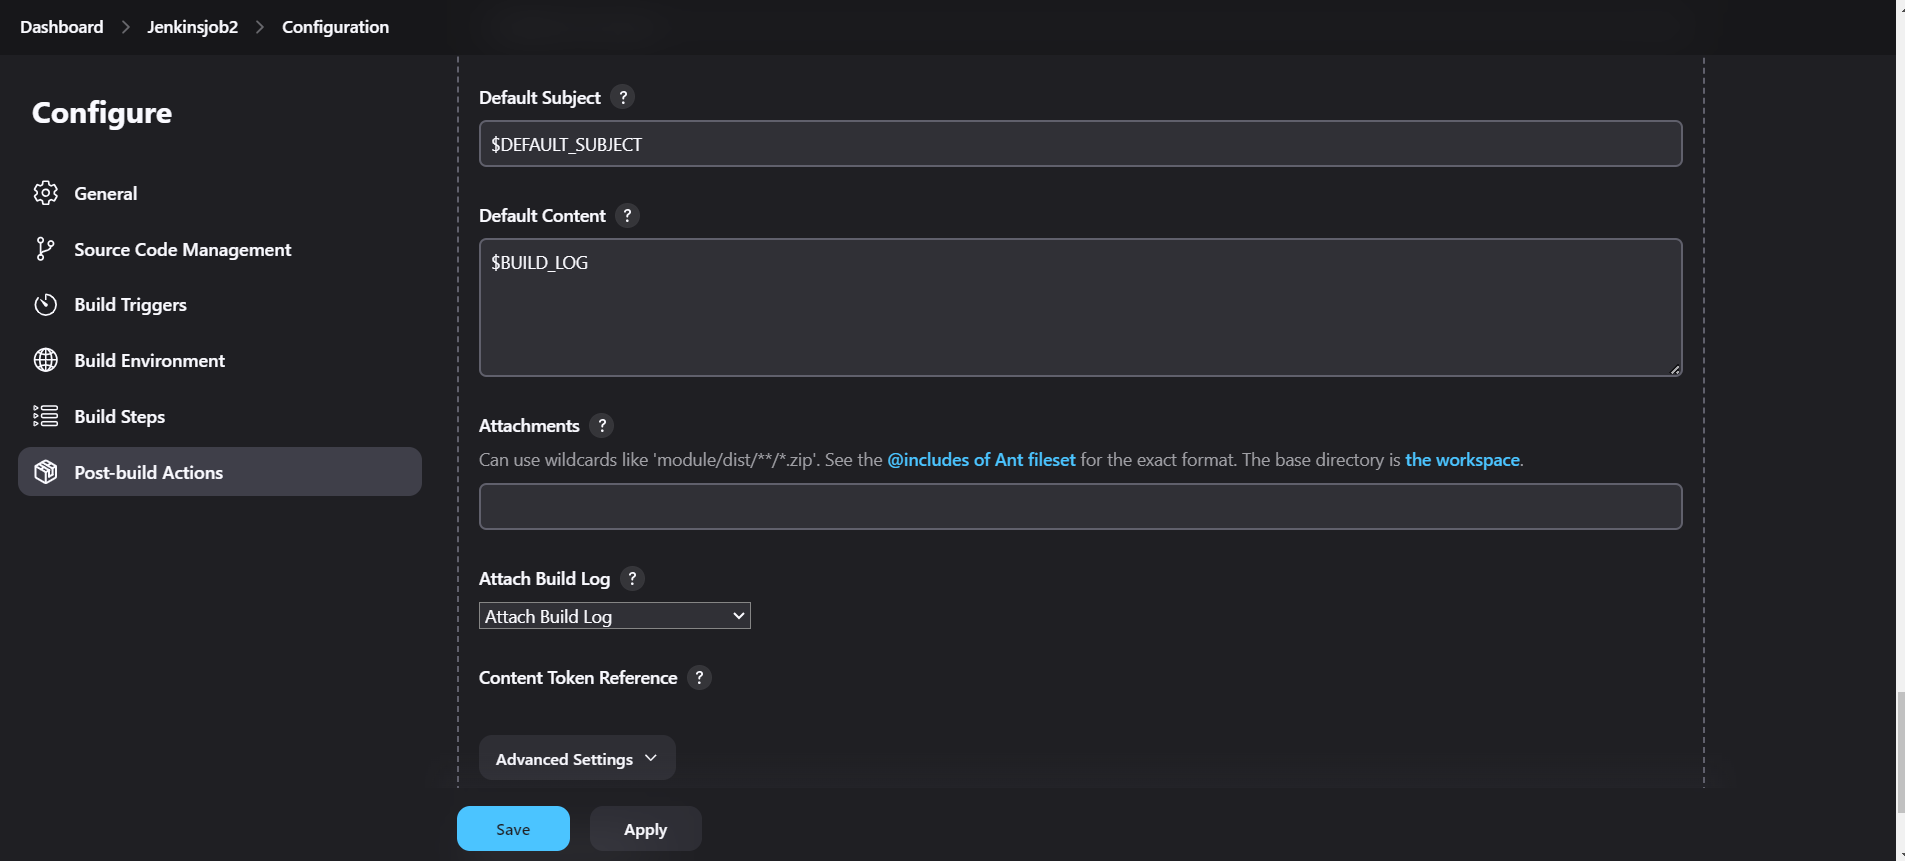 Dashboard > Jenkinsjob2 > Configuration
Configure
General
Source Code Management
Build Triggers
Build Environment
Build Steps
Post-build Actions
Default Subject ?
$DEFAULT_SUBJECT
Default Content ?
$BUILD_LOG
Attachments ?
Can use wildcards like 'module/dist/**/*.zip'. See the @includes of Ant fileset for the exact format. The base directory is the workspace.
Attach Build Log ?
Attach Build Log
Content Token Reference ?
Advanced Settings
Save Apply